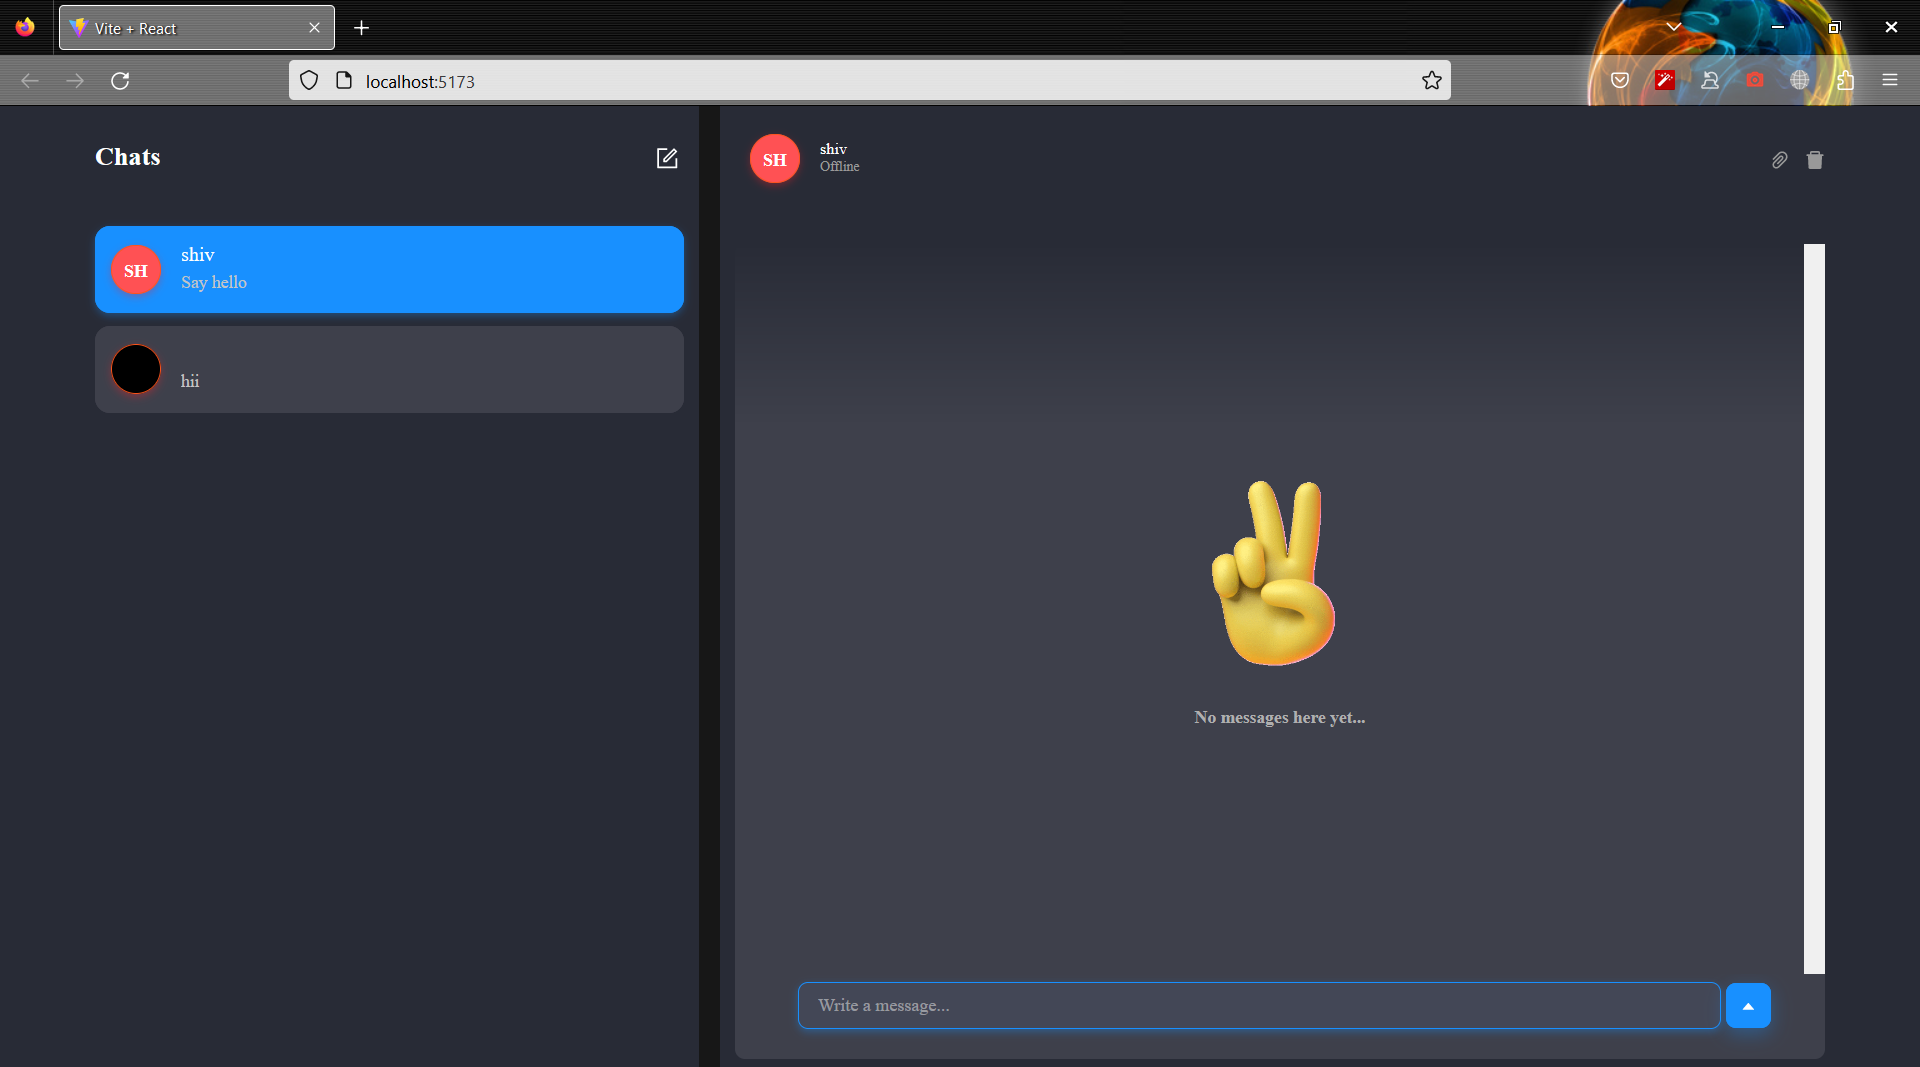 Vite + React
localhost:5173
Chats
SH
shiv
Say hello
hii
SH
shiv
Offline
No messages here yet...
Write a message...